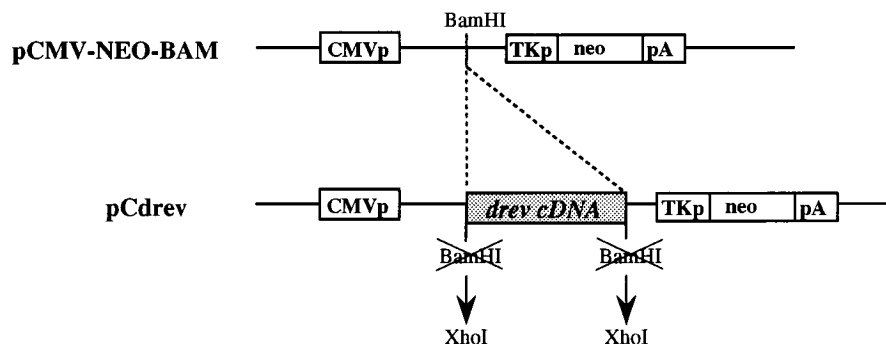 BamHI
pCMV-NEO-BAM CMVp TKp neo pA
pCdrev CMVp drev cDNA TKp neo pA
BamHI BamHI
XhoI XhoI